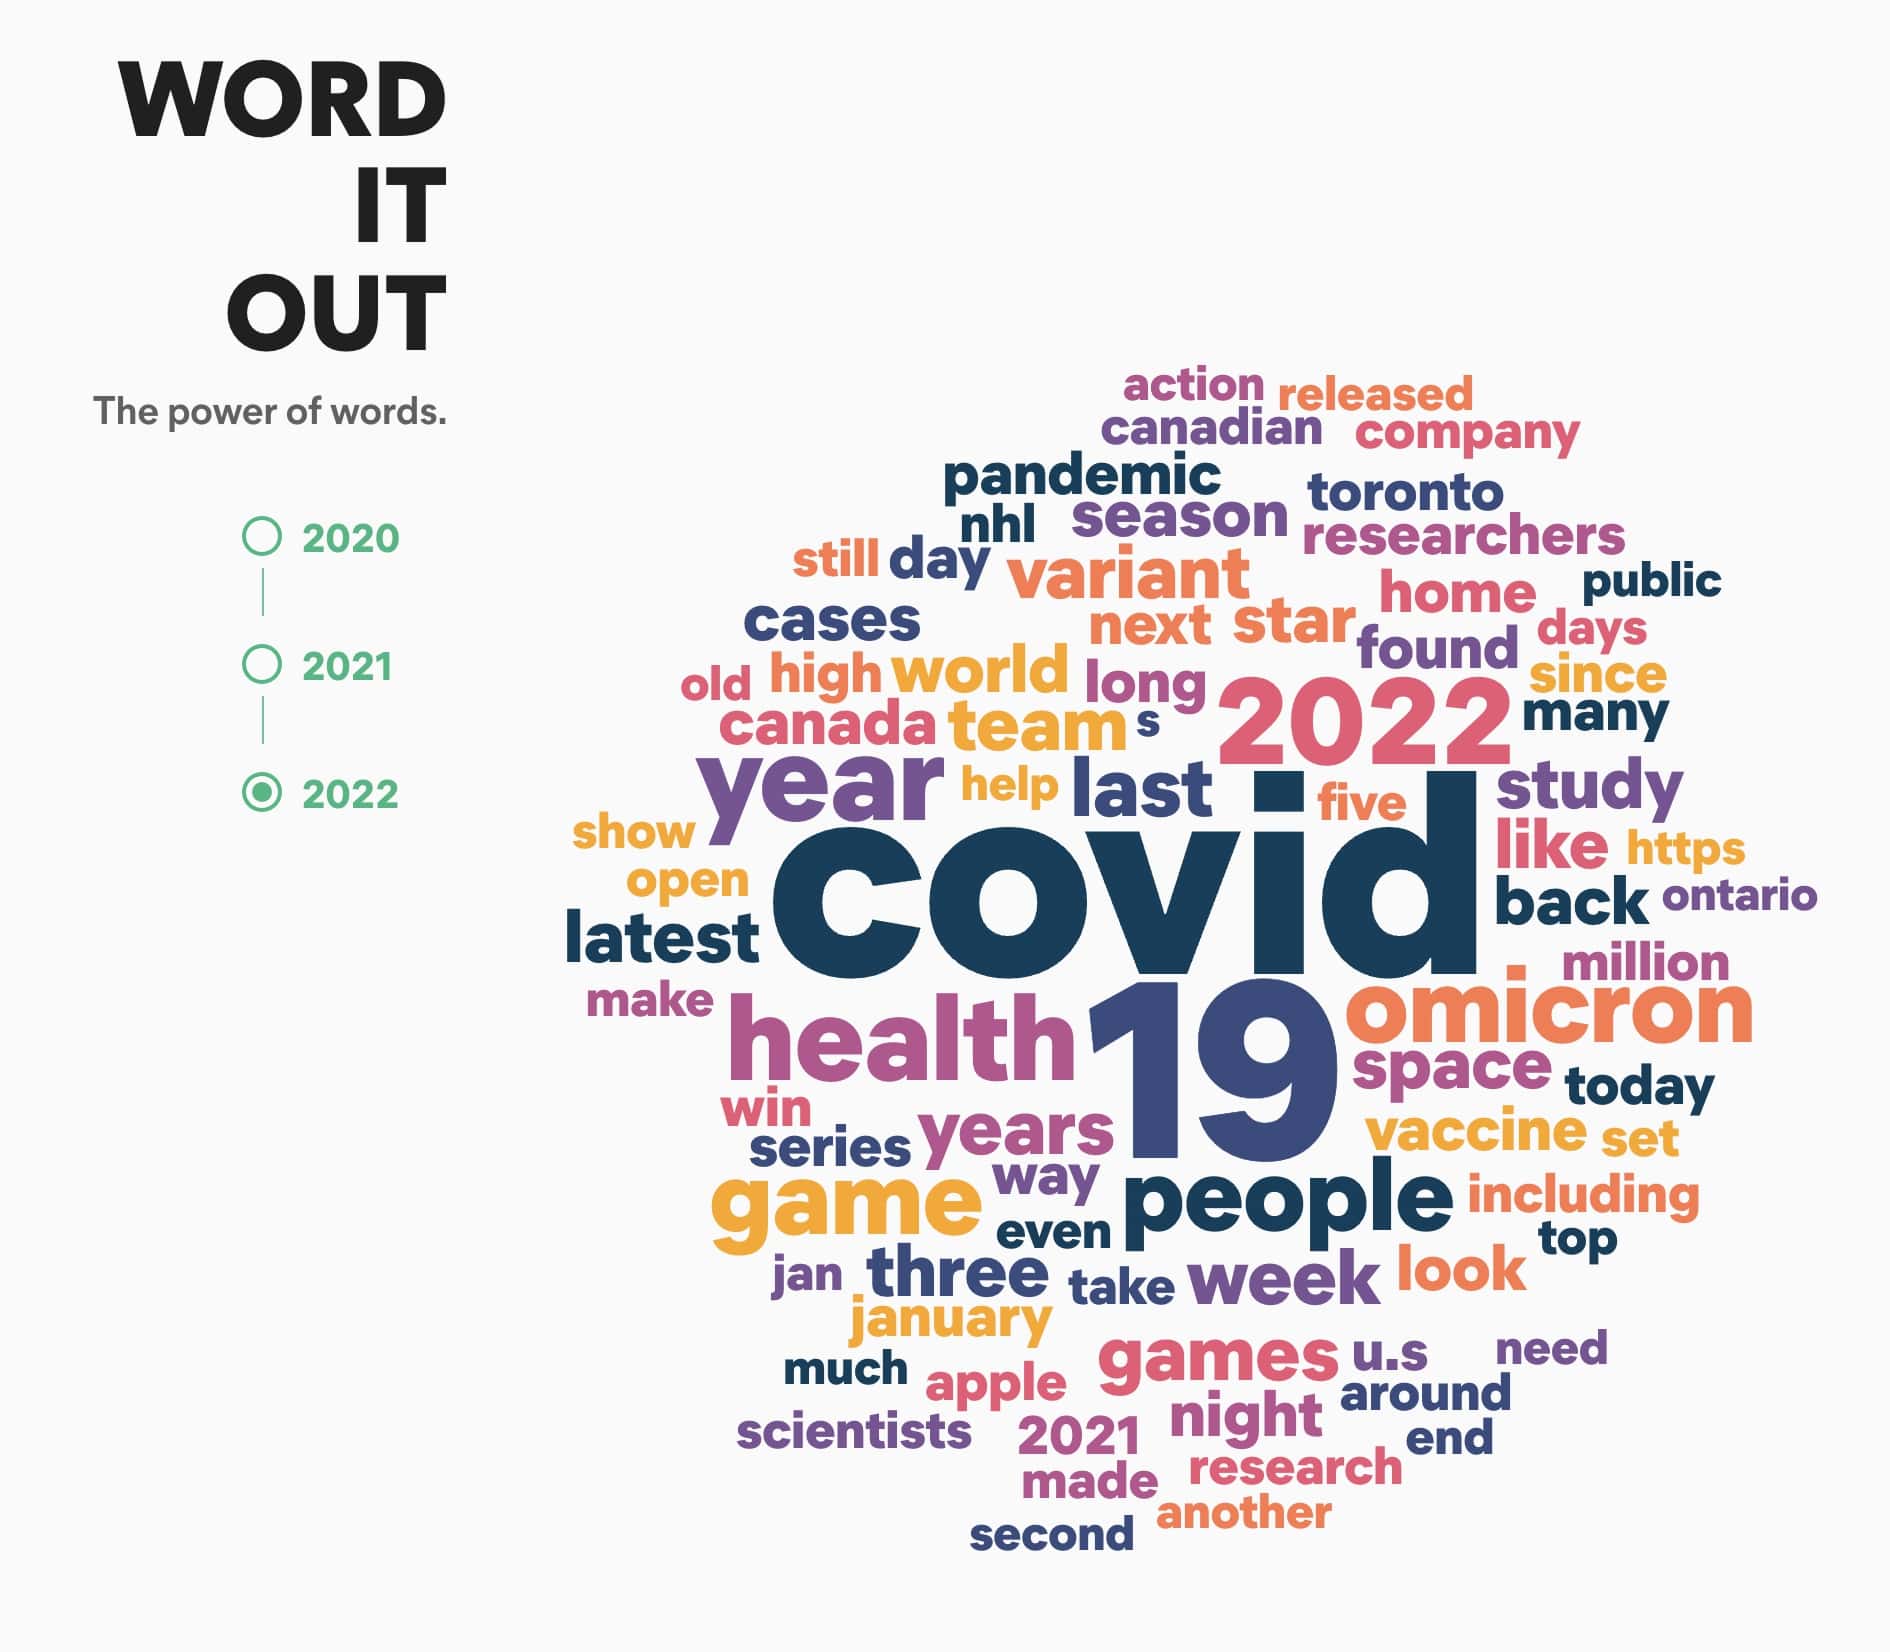 WORD
IT
OUT
The power of words.
2020
2021
2022
action released
canadian company
pandemic toronto
nhl season researchers
still day variant home public
cases next star found days
old high world long since
canada team s 2022 many
year help last five study
show covid like https
open back ontario
latest million
make health 19 omicron
space today
win years vaccine set
series way people including
game even top
jan three take week look
january
much apple games u.s need
around
scientists 2021 night end
made research
second another